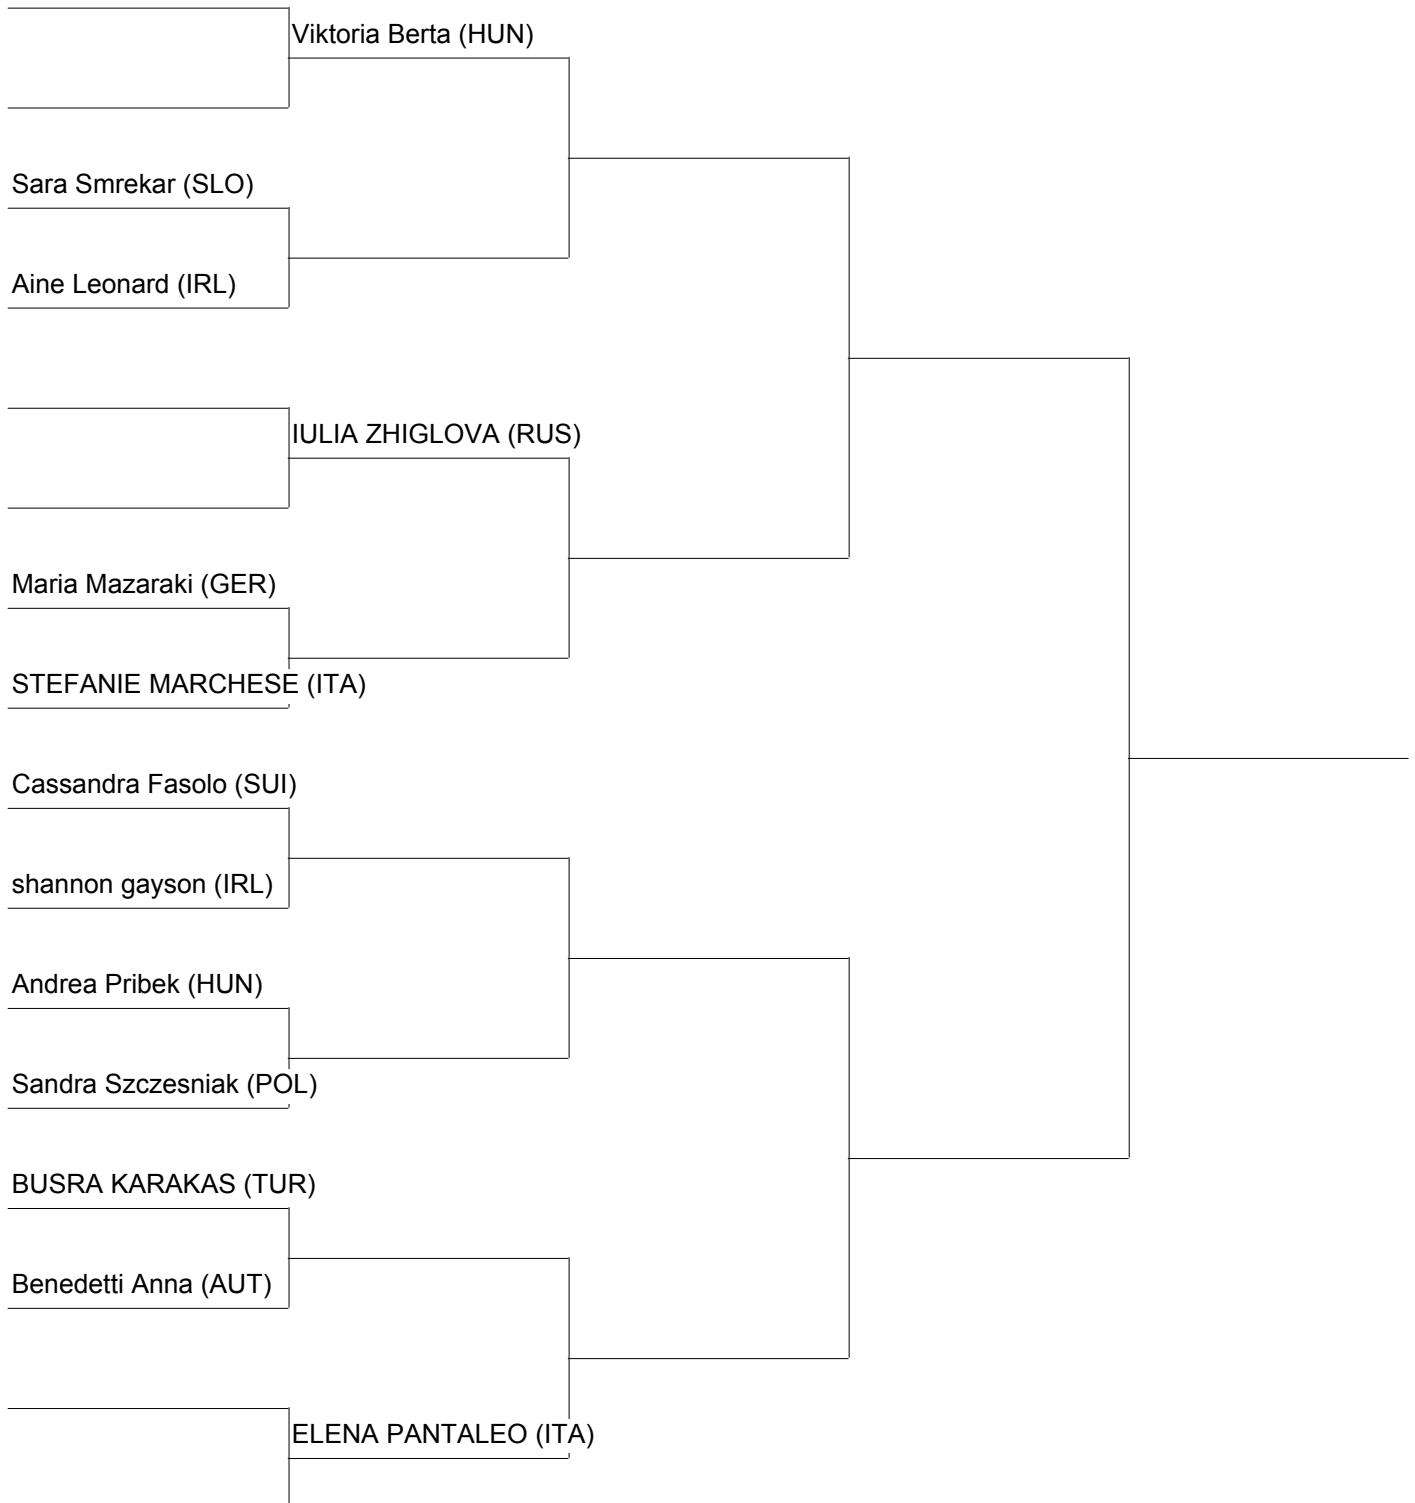 Viktoria Berta (HUN)
Sara Smrekar (SLO)
Aine Leonard (IRL)
IULIA ZHIGLOVA (RUS)
Maria Mazaraki (GER)
STEFANIE MARCHESE (ITA)
Cassandra Fasolo (SUI)
shannon gayson (IRL)
Andrea Pribek (HUN)
Sandra Szczesniak (POL)
BUSRA KARAKAS (TUR)
Benedetti Anna (AUT)
ELENA PANTALEO (ITA)